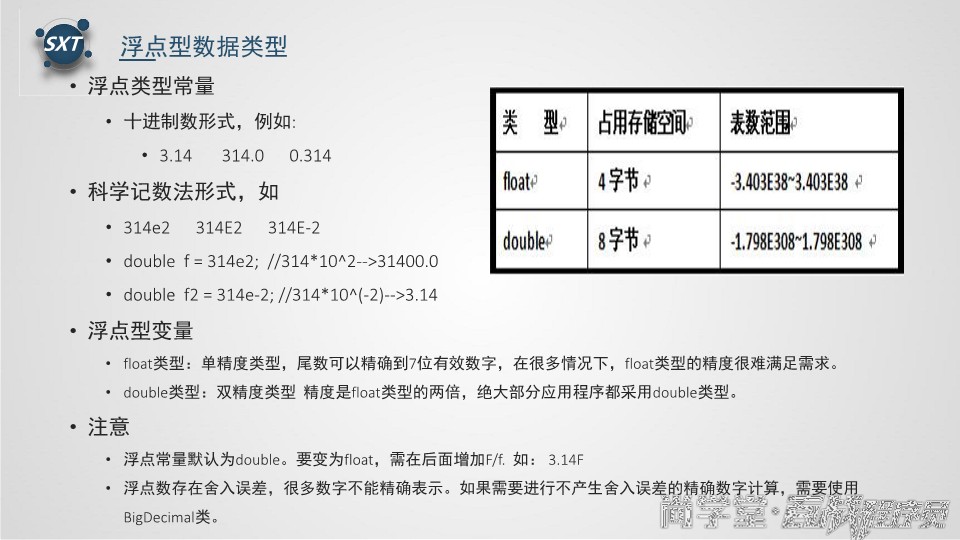 SXT
浮点型数据类型
• 浮点类型常量
• 十进制数形式，例如:
• 3.14 314.0 0.314
• 科学记数法形式，如
• 314e2 314E2 314E-2
• double f = 314e2; //314*10^2-->31400.0
• double f2 = 314e-2; //314*10^(-2)-->3.14
类 型 占用存储空间 表数范围
float 4 字节 -3.403E38~3.403E38
double 8 字节 -1.798E308~1.798E308
• 浮点型变量
• float类型：单精度类型，尾数可以精确到7位有效数字，在很多情况下，float类型的精度很难满足需求。
• double类型：双精度类型 精度是float类型的两倍，绝大部分应用程序都采用double类型。
• 注意
• 浮点常量默认为double。要变为float，需在后面增加F/f. 如： 3.14F
• 浮点数存在舍入误差，很多数字不能精确表示。如果需要进行不产生舍入误差的精确数字计算，需要使用
BigDecimal类。
尚学堂·